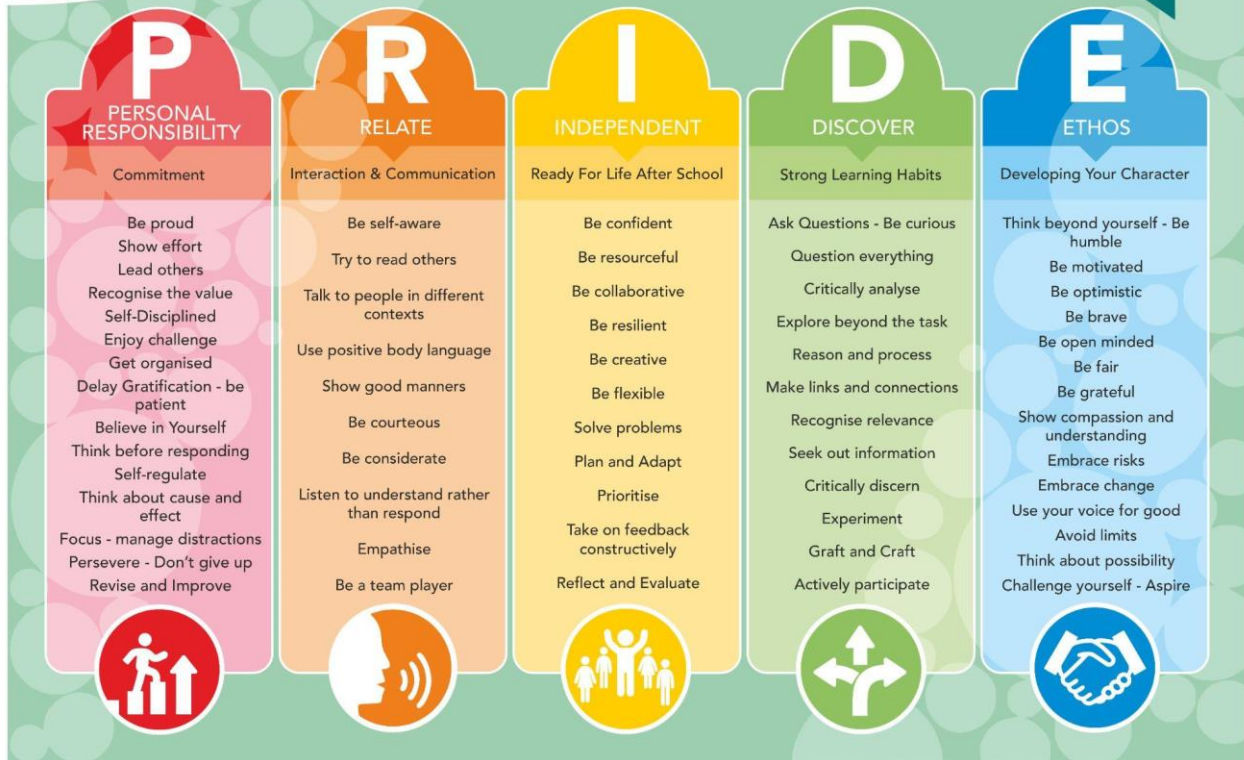 P
PERSONAL
RESPONSIBILITY
Commitment
Be proud
Show effort
Lead others
Recognise the value
Self-Disciplined
Enjoy challenge
Get organised
Delay Gratification - be
patient
Believe in Yourself
Think before responding
Self-regulate
Think about cause and
effect
Focus - manage distractions
Persevere - Don't give up
Revise and Improve
R
RELATE
Interaction & Communication
Be self-aware
Try to read others
Talk to people in different
contexts
Use positive body language
Show good manners
Be courteous
Be considerate
Listen to understand rather
than respond
Empathise
Be a team player
I
INDEPENDENT
Ready For Life After School
Be confident
Be resourceful
Be collaborative
Be resilient
Be creative
Be flexible
Solve problems
Plan and Adapt
Prioritise
Take on feedback
constructively
Reflect and Evaluate
D
DISCOVER
Strong Learning Habits
Ask Questions - Be curious
Question everything
Critically analyse
Explore beyond the task
Reason and process
Make links and connections
Recognise relevance
Seek out information
Critically discern
Experiment
Graft and Craft
Actively participate
E
ETHOS
Developing Your Character
Think beyond yourself - Be
humble
Be motivated
Be optimistic
Be brave
Be open minded
Be fair
Be grateful
Show compassion and
understanding
Embrace risks
Embrace change
Use your voice for good
Avoid limits
Think about possibility
Challenge yourself - Aspire